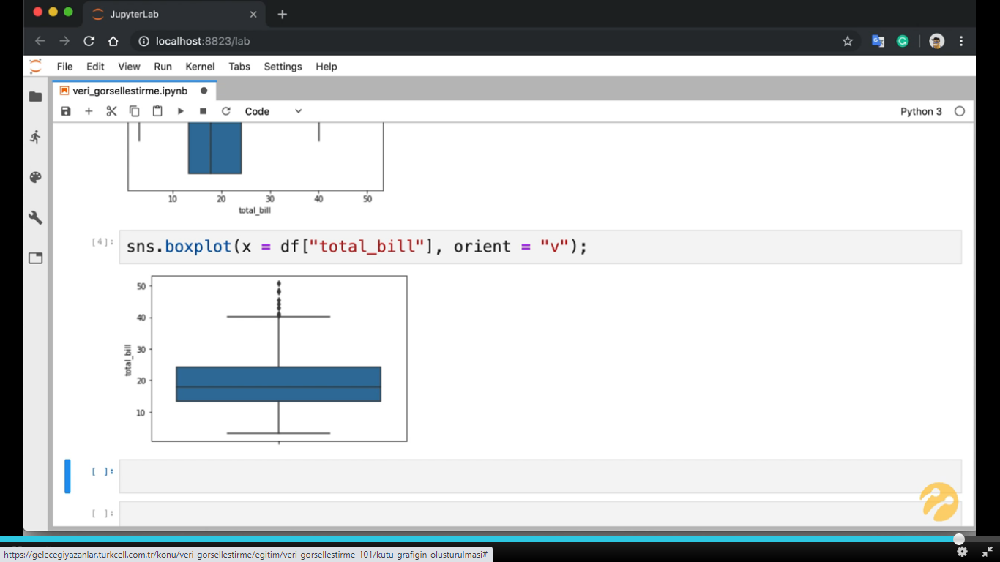 JupyterLab
localhost:8823/lab
File Edit View Run Kernel Tabs Settings Help
veri_gorsellestirme.ipynb
Code
Python 3
10 20 30 40 50
total_bill
[4]: sns.boxplot(x = df["total_bill"], orient = "v");
50
40
30
20
10
total_bill
[ ]:
[ ]:
https://gelecegiyazanlar.turkcell.com.tr/konu/veri-gorsellestirme/egitim/veri-gorsellestirme-101/kutu-grafigin-olusturulmasi#